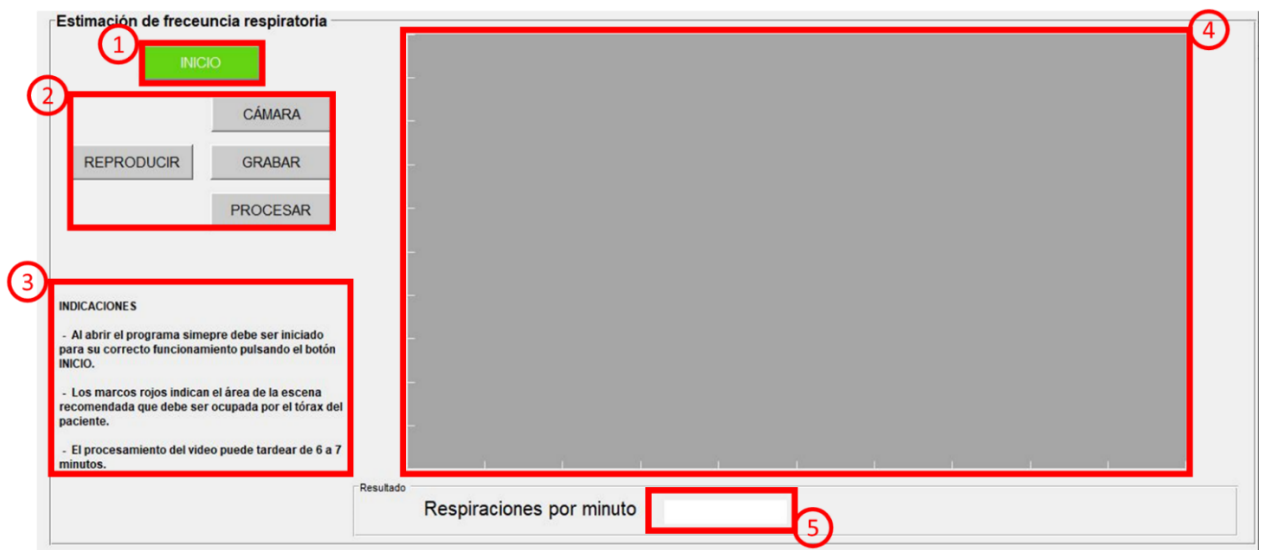 Estimación de freceuncia respiratoria
1
INICIO
2
CÁMARA
REPRODUCIR
GRABAR
PROCESAR
3
INDICACIONES
- Al abrir el programa simepre debe ser iniciado
para su correcto funcionamiento pulsando el botón
INICIO.
- Los marcos rojos indican el área de la escena
recomendada que debe ser ocupada por el tórax del
paciente.
- El procesamiento del video puede tardear de 6 a 7
minutos.
4
Resultado
Respiraciones por minuto
5